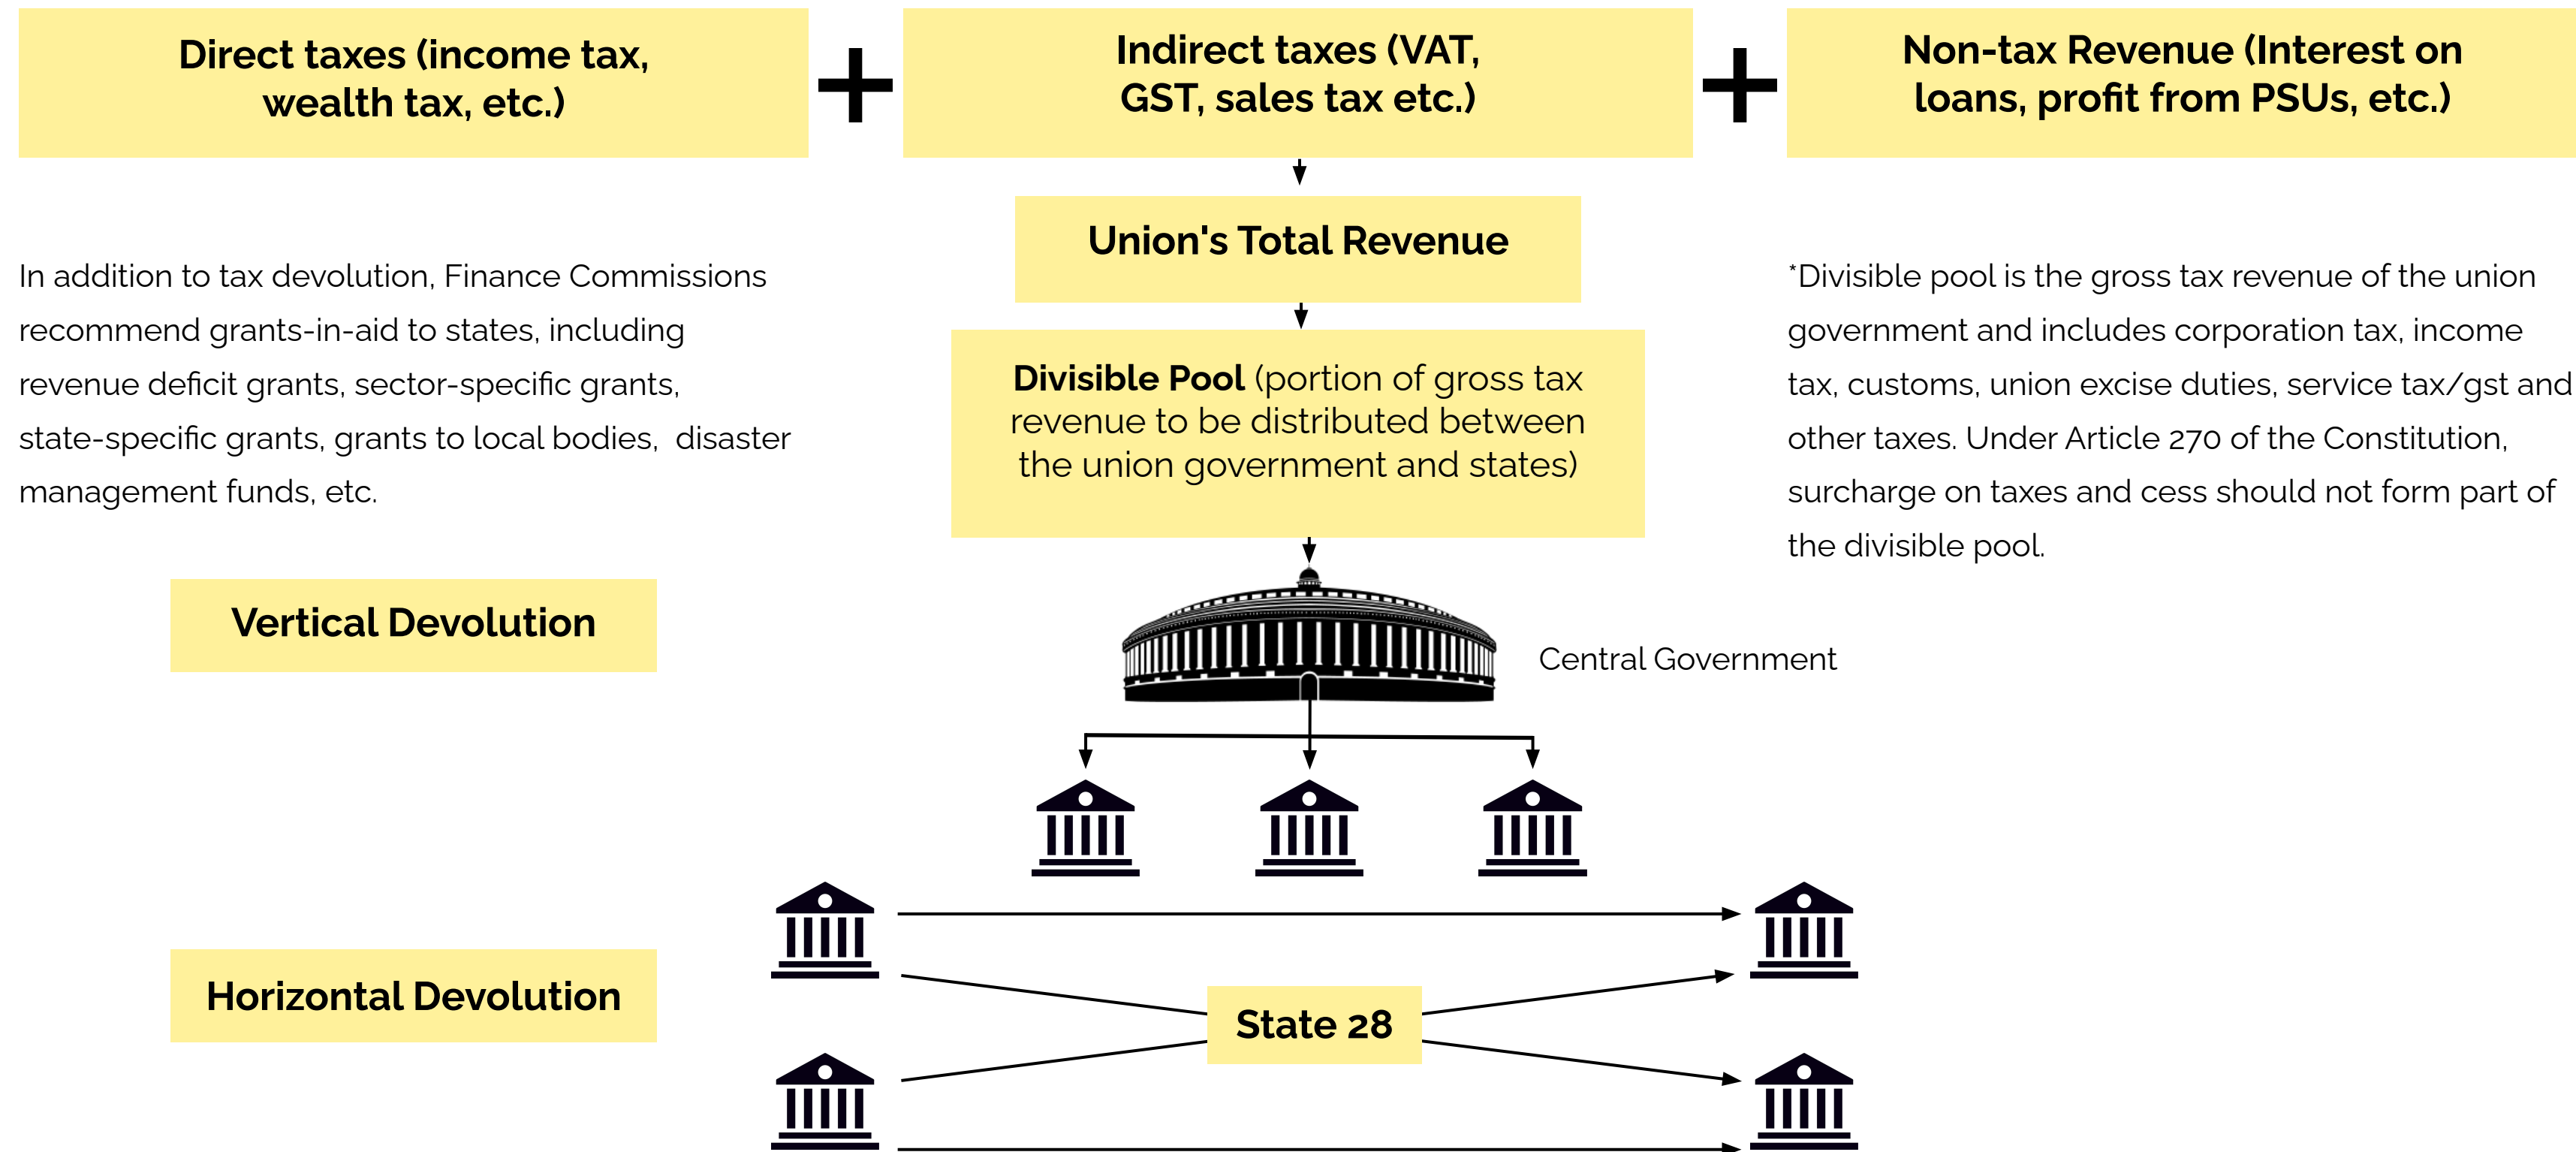 Direct taxes (income tax,
wealth tax, etc.)
Indirect taxes (VAT,
GST, sales tax etc.)
Non-tax Revenue (Interest on
loans, profit from PSUs, etc.)
Union's Total Revenue
In addition to tax devolution, Finance Commissions
recommend grants-in-aid to states, including
revenue deficit grants, sector-specific grants,
state-specific grants, grants to local bodies,  disaster
management funds, etc.
Divisible Pool (portion of gross tax
revenue to be distributed between
the union government and states)
*Divisible pool is the gross tax revenue of the union
government and includes corporation tax, income
tax, customs, union excise duties, service tax/gst and
other taxes. Under Article 270 of the Constitution,
surcharge on taxes and cess should not form part of
the divisible pool.
Vertical Devolution
Central Government
Horizontal Devolution
State 28